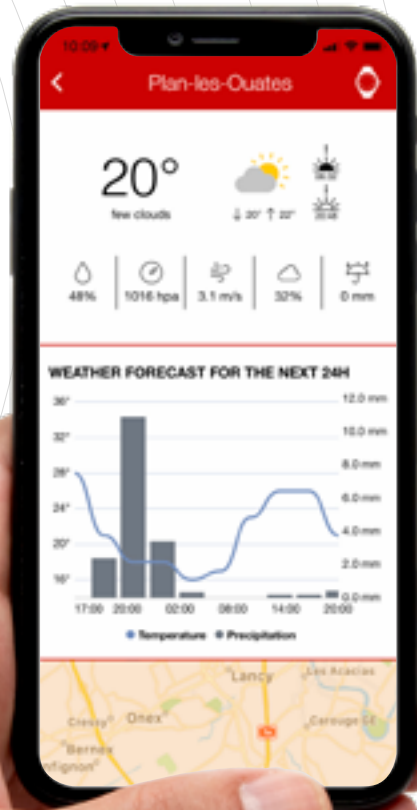 10:09
Plan-les-Ouates
20°
few clouds
↓ 20° ↑ 22°
48%
1016 hpa
3.1 m/s
32%
0 mm
WEATHER FORECAST FOR THE NEXT 24H
36°
12.0 mm
32°
10.0 mm
28°
8.0 mm
24°
6.0 mm
20°
4.0 mm
16°
2.0 mm
0.0 mm
17:00 20:00 02:00 08:00 14:00 20:00
Temperature Precipitation
Lancy
Les Acacias
Cressy Onex
Carouge GE
Bernex